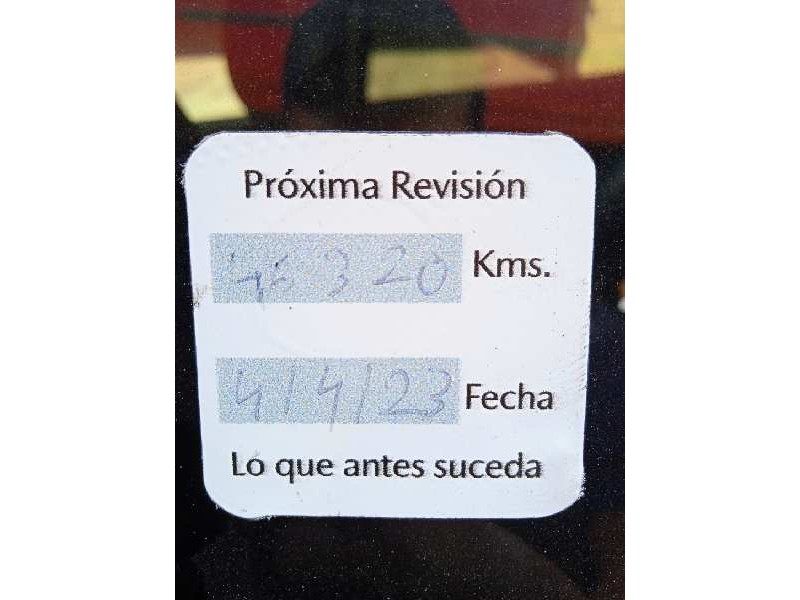 Próxima Revisión
46320 Kms.
4/4/23 Fecha
Lo que antes suceda